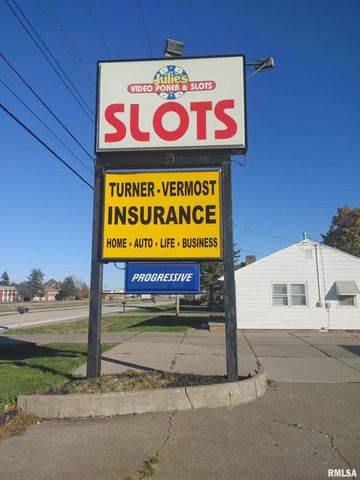 Julie's
VIDEO POKER & SLOTS
SLOTS
TURNER - VERMOST
INSURANCE
HOME • AUTO • LIFE • BUSINESS
PROGRESSIVE
RMLSA